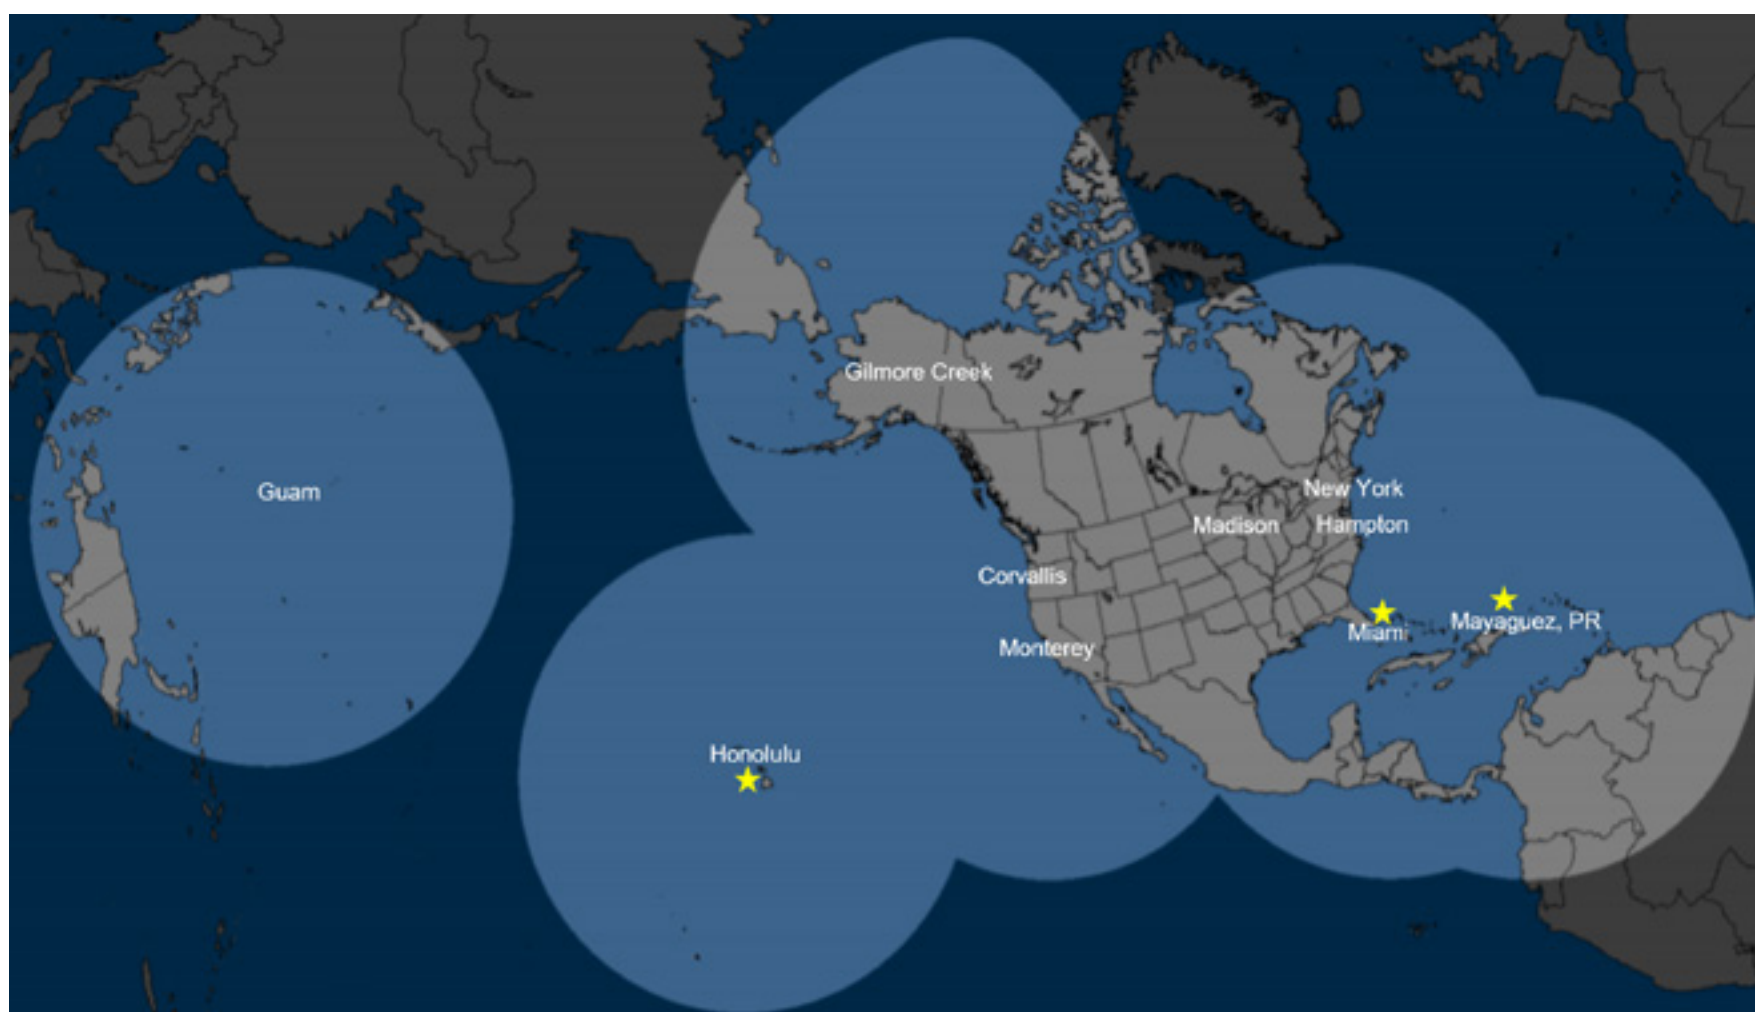 Gilmore Creek
New York
Guam
Madison
Hampton
Corvallis
Mayaguez, PR
Miami
Monterey
Honolulu